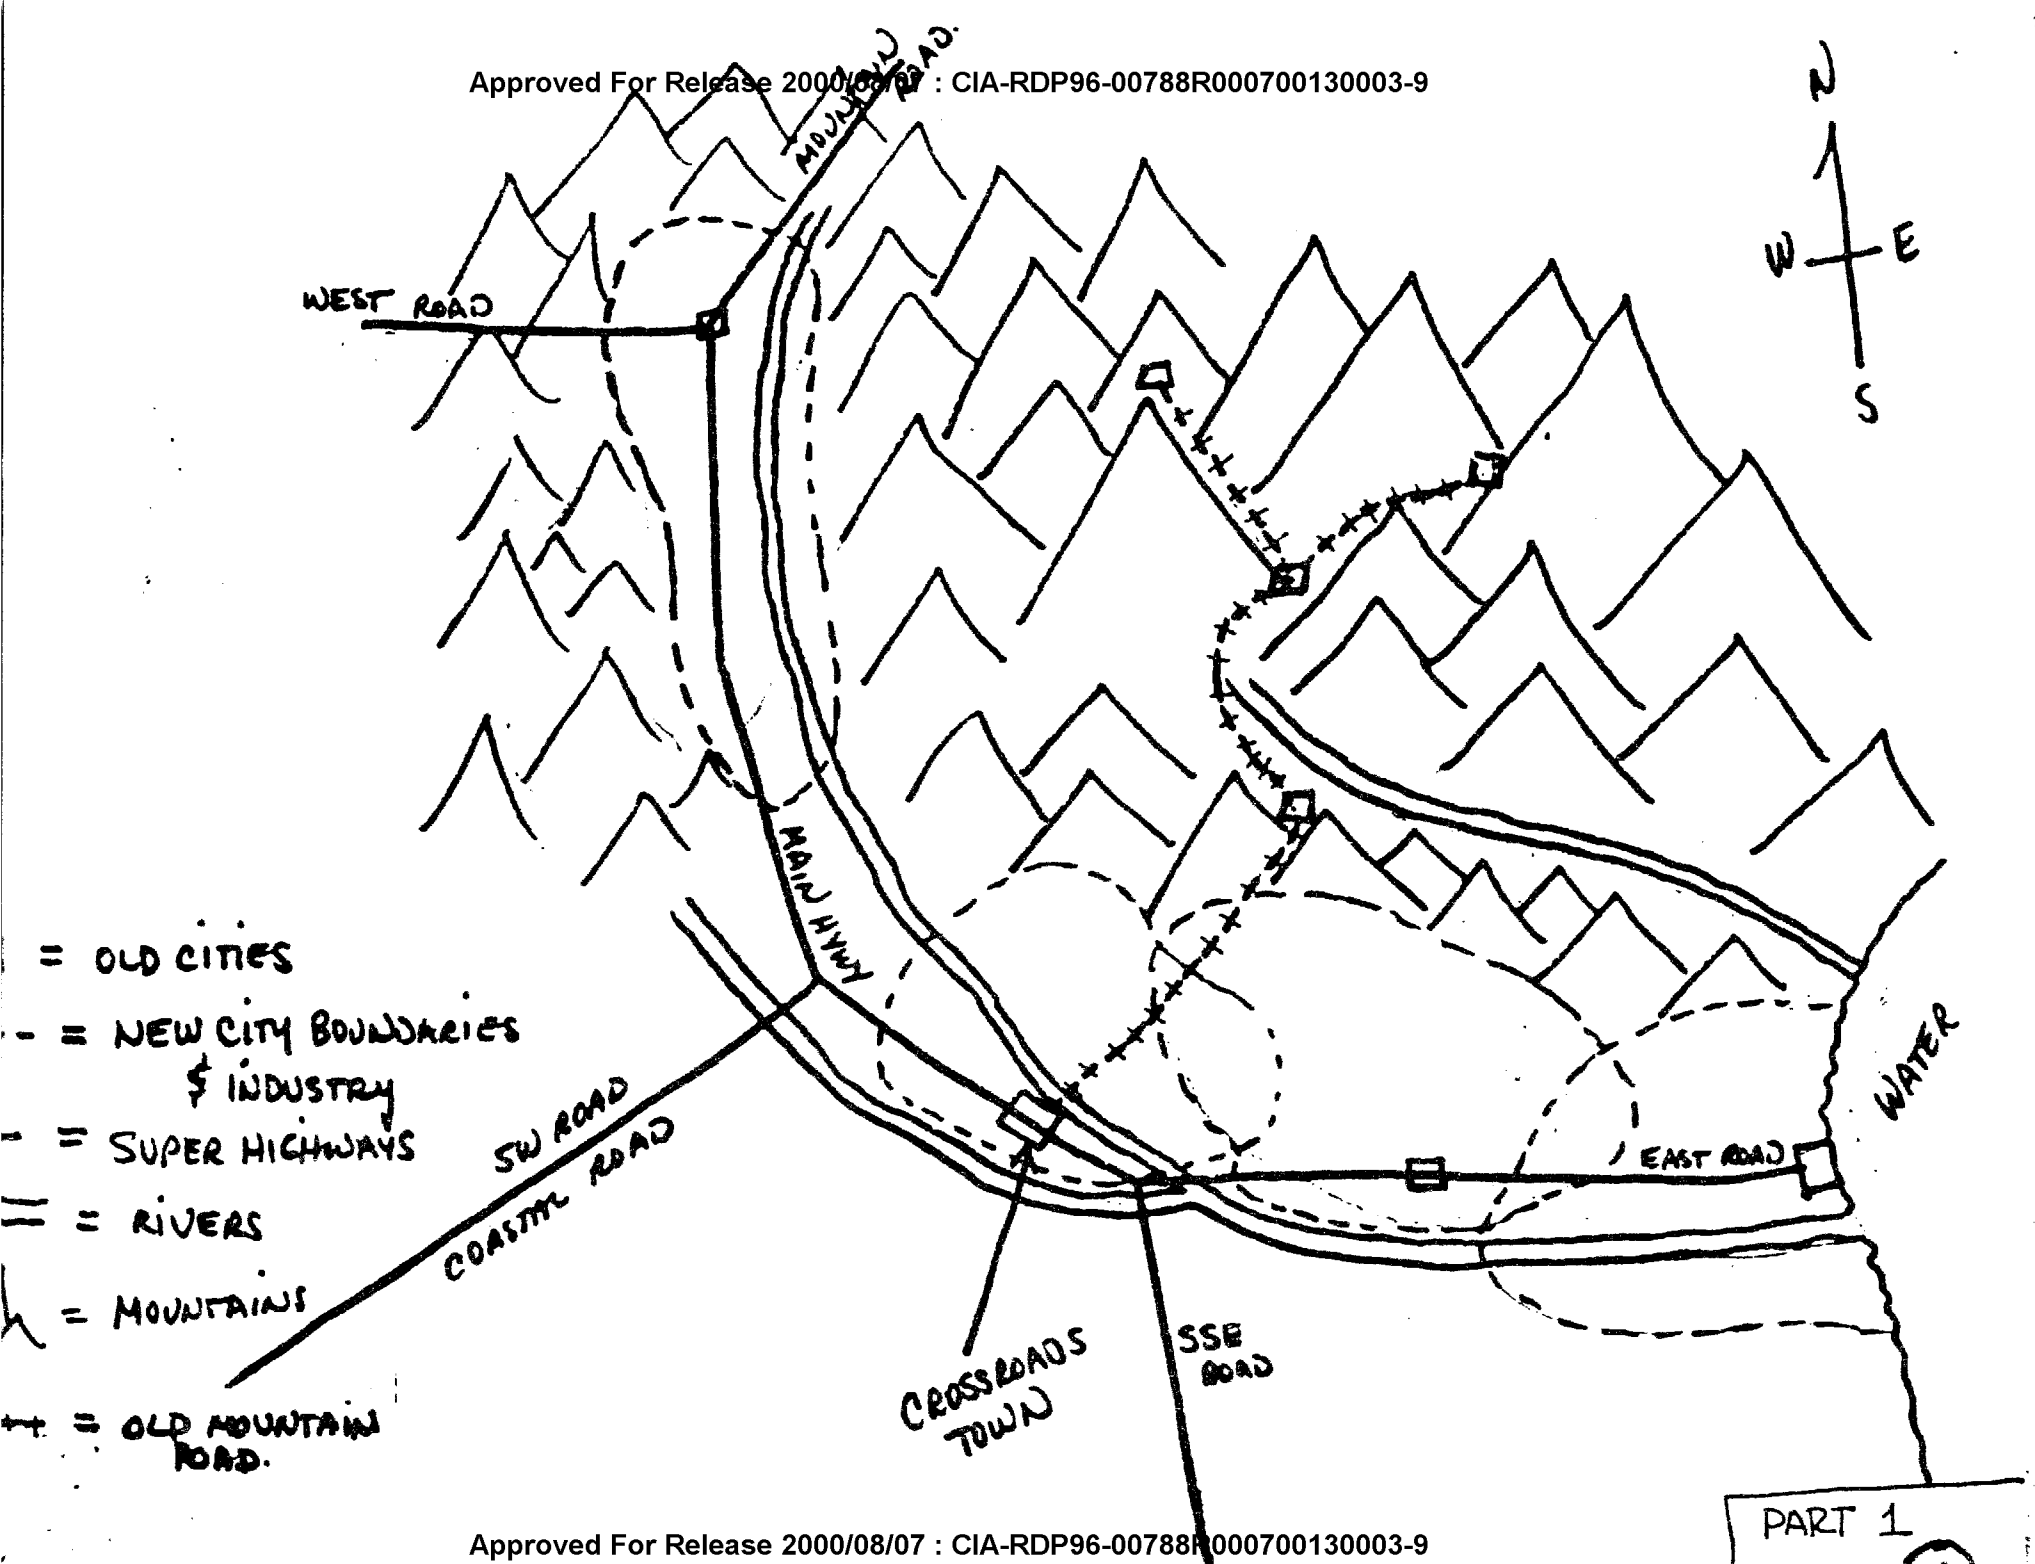 Approved For Release 2000/08/07 : CIA-RDP96-00788R000700130003-9
MOUNTAIN
ROAD.
N
W E
S
WEST ROAD
MAIN HYWY
= OLD CITIES
- = NEW CITY BOUNDARIES
& INDUSTRY
- = SUPER HIGHWAYS
= RIVERS
= MOUNTAINS
= OLD MOUNTAIN
ROAD.
SW ROAD
COASTAL ROAD
WATER
EAST ROAD
CROSSROADS
TOWN
SSE
ROAD
PART 1
Approved For Release 2000/08/07 : CIA-RDP96-00788R000700130003-9